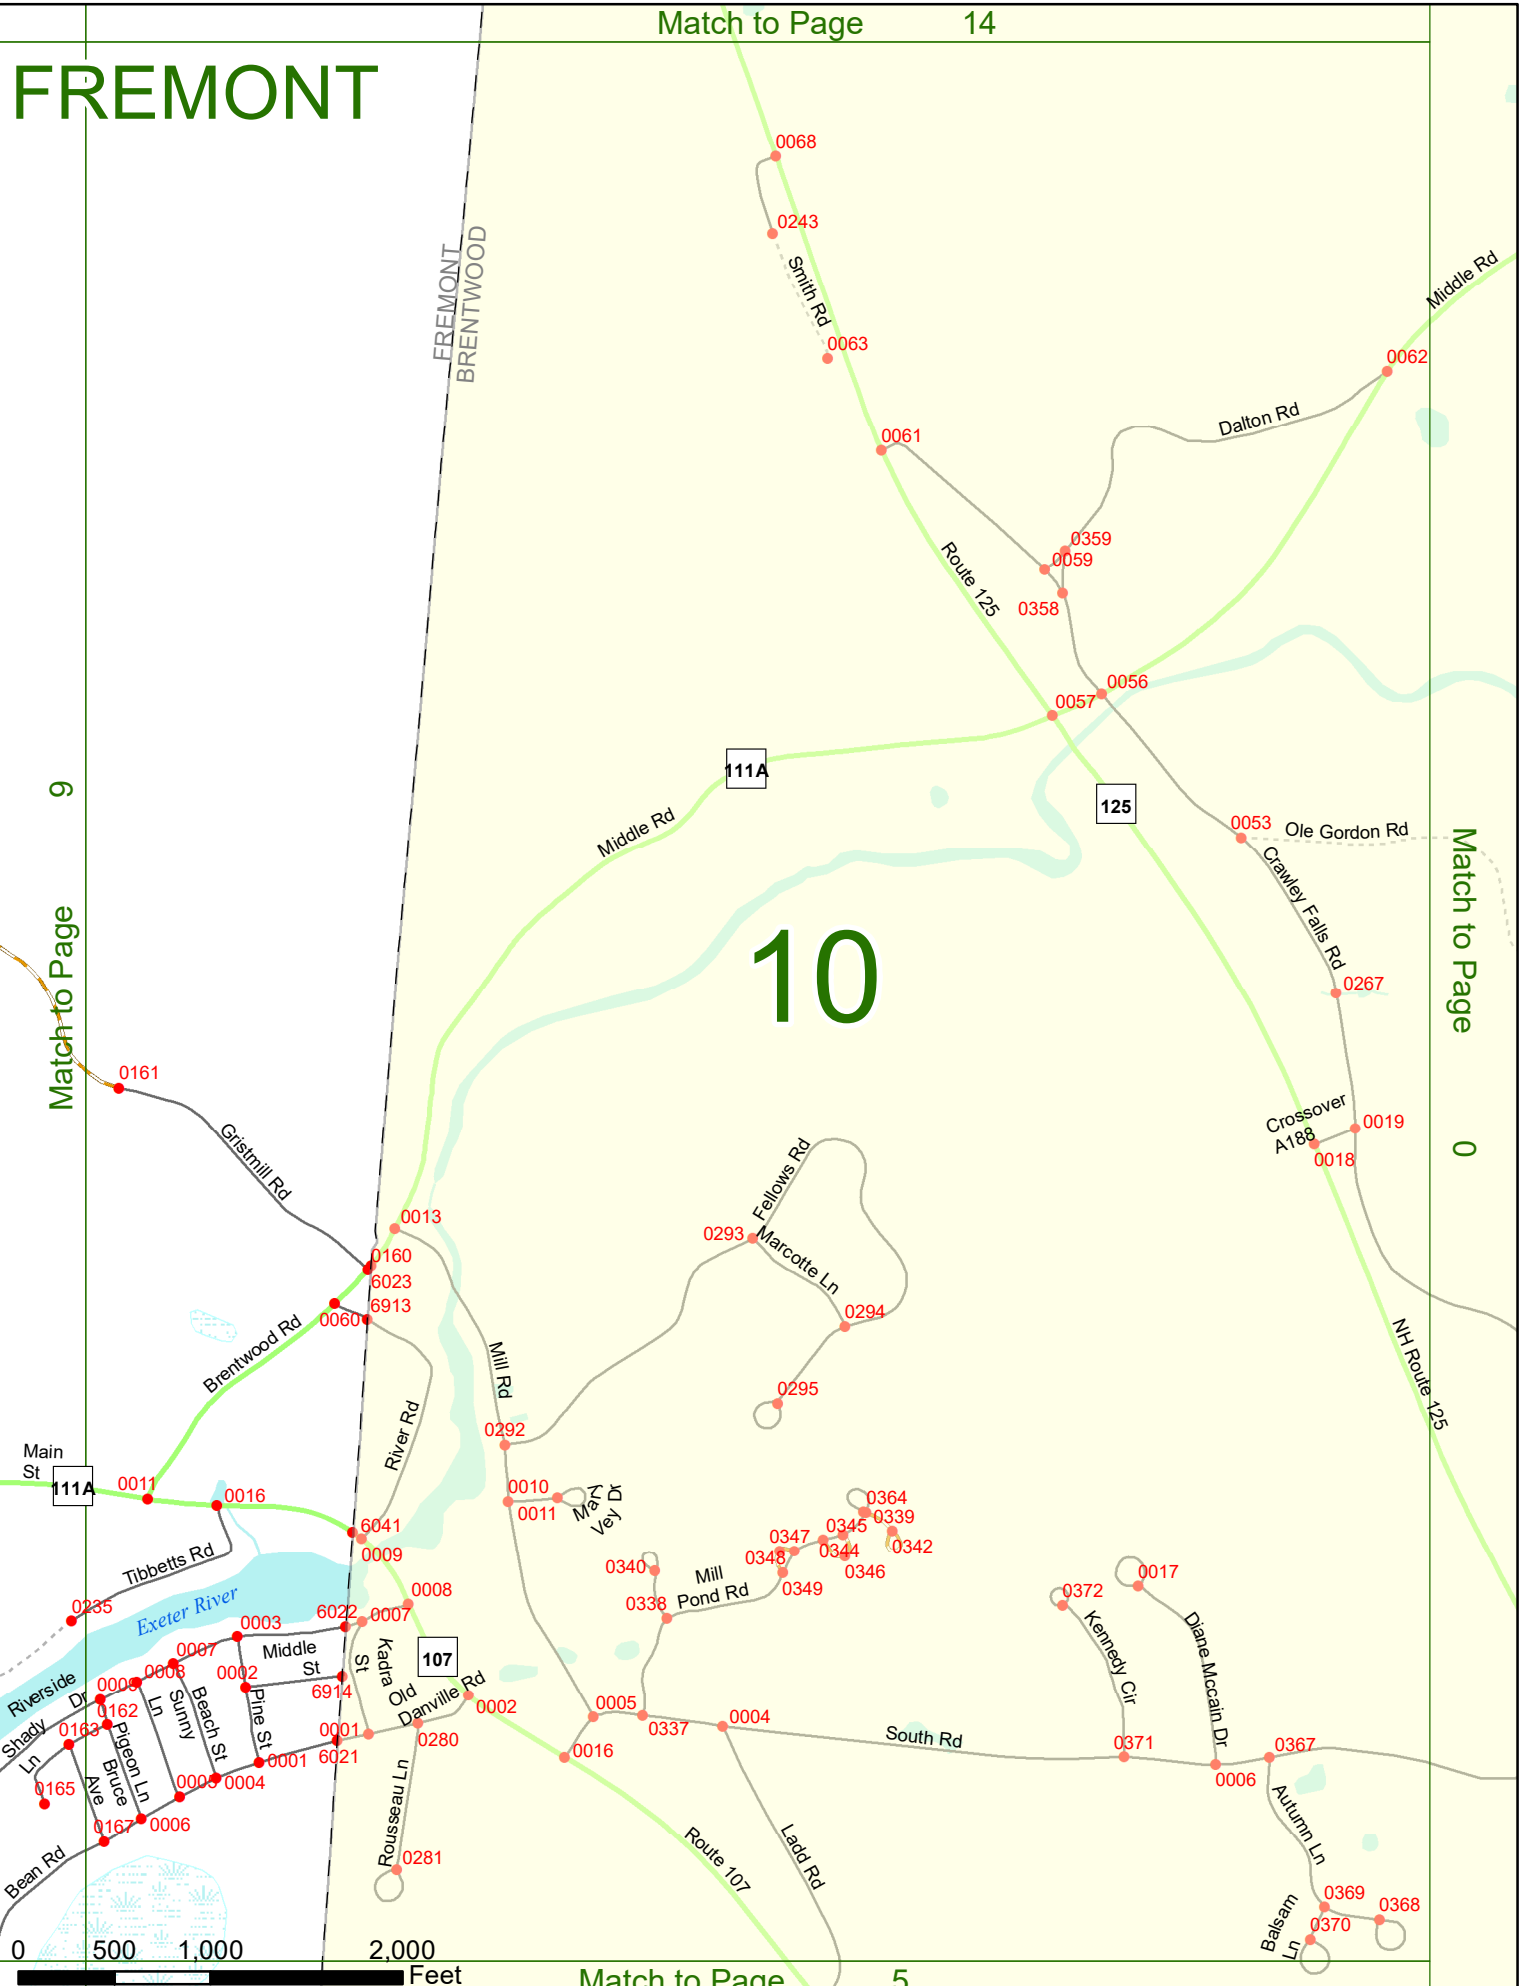 Match to Page 14
FREMONT
0068
0243
Smith Rd
0063
FREMONT
BRENTWOOD
Middle Rd
0062
Dalton Rd
0061
0359
0059
0358
Route 125
0056
0057
111A
125
Middle Rd
0053
Ole Gordon Rd
Crawley Falls Rd
Match to Page 9
Match to Page 0
10
0267
0161
Crossover
A188
0019
0018
Gristmill Rd
Fellows Rd
0013
0293
Marcotte Ln
0160
6023
6913
0060
0294
Brentwood Rd
Mill Rd
NH Route 125
0295
River Rd
0292
Main
St
111A
0011
0016
0010
0011
Mary
Vey Dr
0364
0339
0342
0345
0344
0346
0347
0348
0349
6041
0009
Tibbetts Rd
0340
Mill
Pond Rd
0338
0017
0372
0008
0235
Exeter River
0003
6022
0007
Kennedy Cir
Diane Mccain Dr
Middle
St
Kadra
St
107
0007
0008
0002
6914
Riverside
Dr
0009
0162
0163
Sunny
Ln
Beach St
Pine St
Old
Danville Rd
0002
0005
0337
0004
South Rd
Shady
Ln
Pigeon Ln
Bruce
Ave
0001
6021
0280
0016
0371
0006
0367
0001
0004
0005
0165
0006
0167
Rousseau Ln
Route 107
Ladd Rd
Autumn Ln
Bean Rd
0281
0369
0368
0370
Balsam
Ln
0 500 1,000 2,000
Feet
Match to Page 5